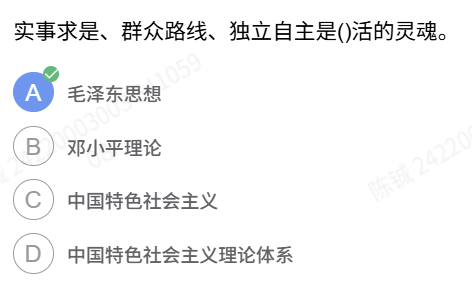 实事求是、群众路线、独立自主是()活的灵魂。
A 毛泽东思想
B 邓小平理论
C 中国特色社会主义
D 中国特色社会主义理论体系